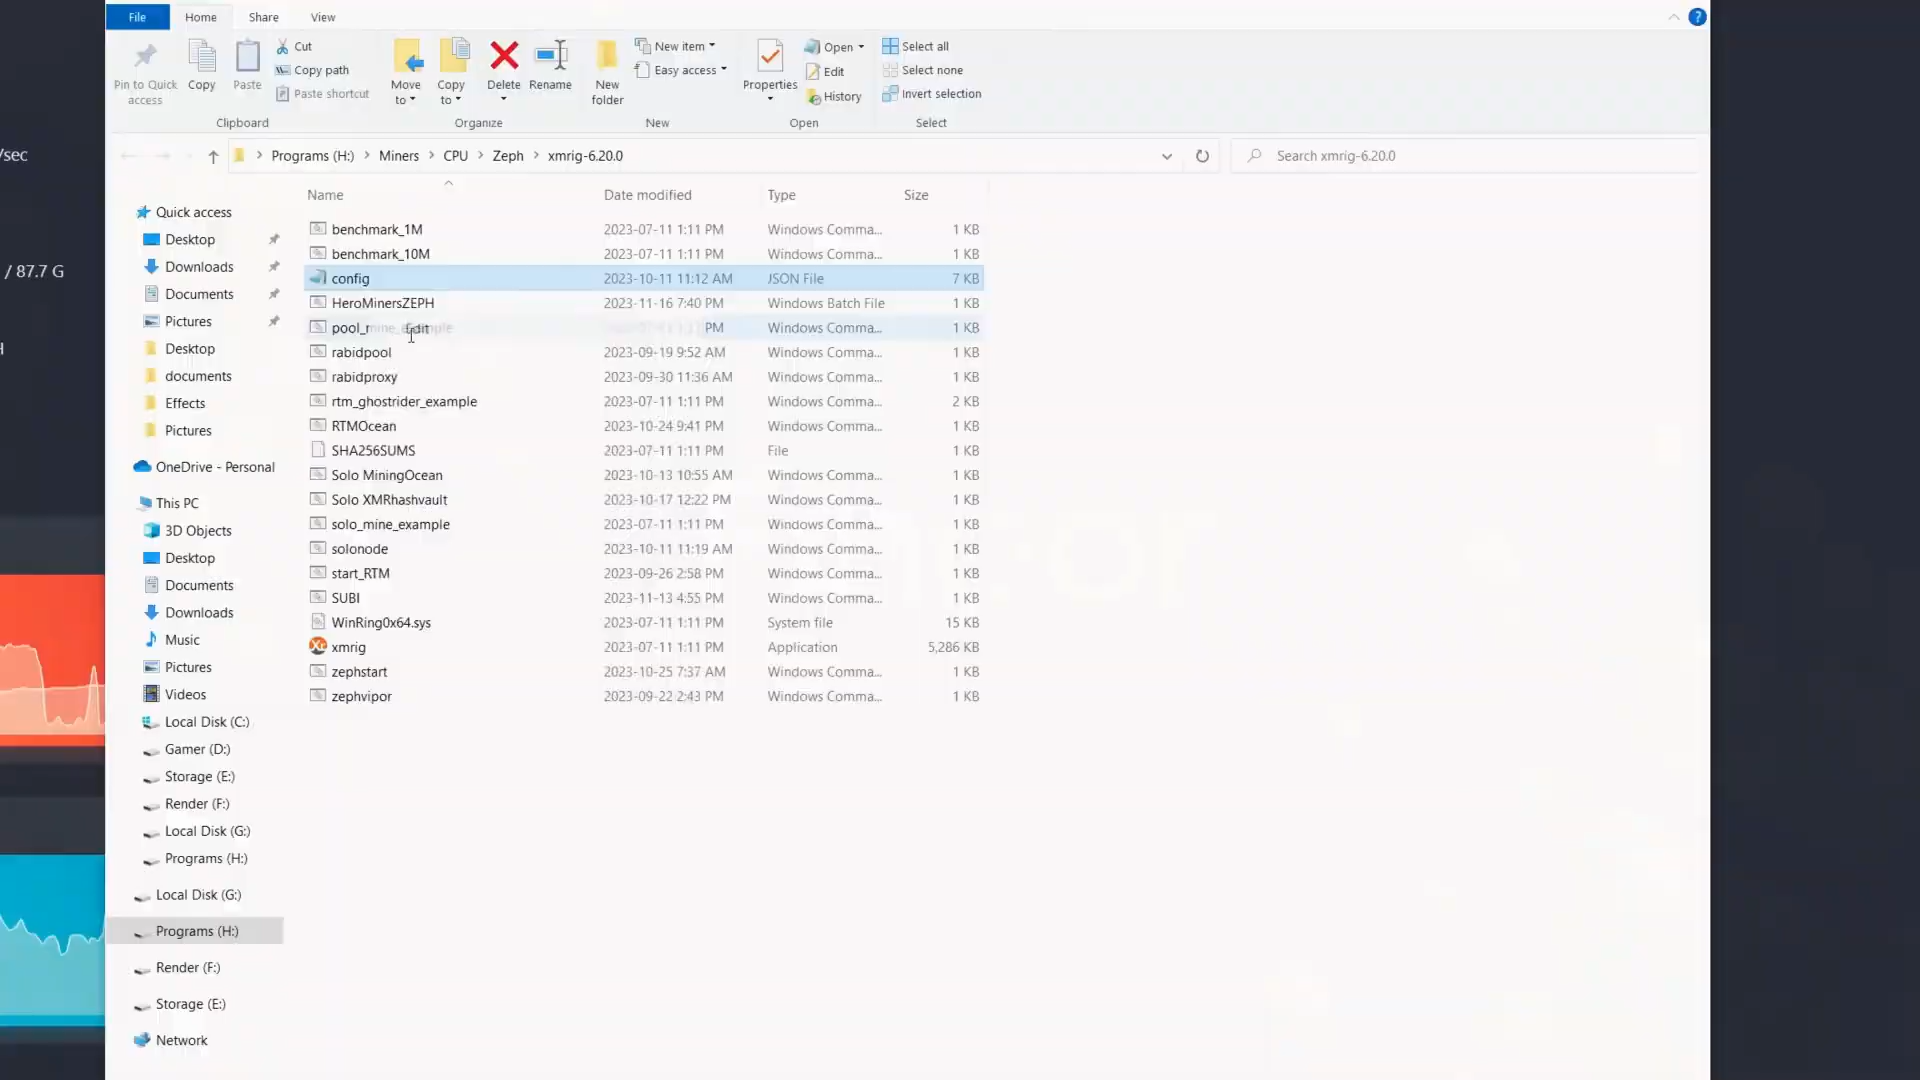 File Home Share View
Pin to Quick access
Copy
Paste
Cut
Copy path
Paste shortcut
Clipboard
Move to
Copy to
Delete
Rename
Organize
New folder
New item
Easy access
New
Properties
Open
Edit
History
Open
Select all
Select none
Invert selection
Select
/sec
/ 87.7 G
Programs (H:) Miners CPU Zeph xmrig-6.20.0
Search xmrig-6.20.0
Name Date modified Type Size
benchmark_1M 2023-07-11 1:11 PM Windows Comma... 1 KB
benchmark_10M 2023-07-11 1:11 PM Windows Comma... 1 KB
config 2023-10-11 11:12 AM JSON File 7 KB
HeroMinersZEPH 2023-11-16 7:40 PM Windows Batch File 1 KB
pool_mine_example PM Windows Comma... 1 KB
Edit
rabidpool 2023-09-19 9:52 AM Windows Comma... 1 KB
rabidproxy 2023-09-30 11:36 AM Windows Comma... 1 KB
rtm_ghostrider_example 2023-07-11 1:11 PM Windows Comma... 2 KB
RTMOcean 2023-10-24 9:41 PM Windows Comma... 1 KB
SHA256SUMS 2023-07-11 1:11 PM File 1 KB
Solo MiningOcean 2023-10-13 10:55 AM Windows Comma... 1 KB
Solo XMRhashvault 2023-10-17 12:22 PM Windows Comma... 1 KB
solo_mine_example 2023-07-11 1:11 PM Windows Comma... 1 KB
solonode 2023-10-11 11:19 AM Windows Comma... 1 KB
start_RTM 2023-09-26 2:58 PM Windows Comma... 1 KB
SUBI 2023-11-13 4:55 PM Windows Comma... 1 KB
WinRing0x64.sys 2023-07-11 1:11 PM System file 15 KB
xmrig 2023-07-11 1:11 PM Application 5,286 KB
zephstart 2023-10-25 7:37 AM Windows Comma... 1 KB
zephvipor 2023-09-22 2:43 PM Windows Comma... 1 KB
Quick access
Desktop
Downloads
Documents
Pictures
Desktop
documents
Effects
Pictures
OneDrive - Personal
This PC
3D Objects
Desktop
Documents
Downloads
Music
Pictures
Videos
Local Disk (C:)
Gamer (D:)
Storage (E:)
Render (F:)
Local Disk (G:)
Programs (H:)
Local Disk (G:)
Programs (H:)
Render (F:)
Storage (E:)
Network